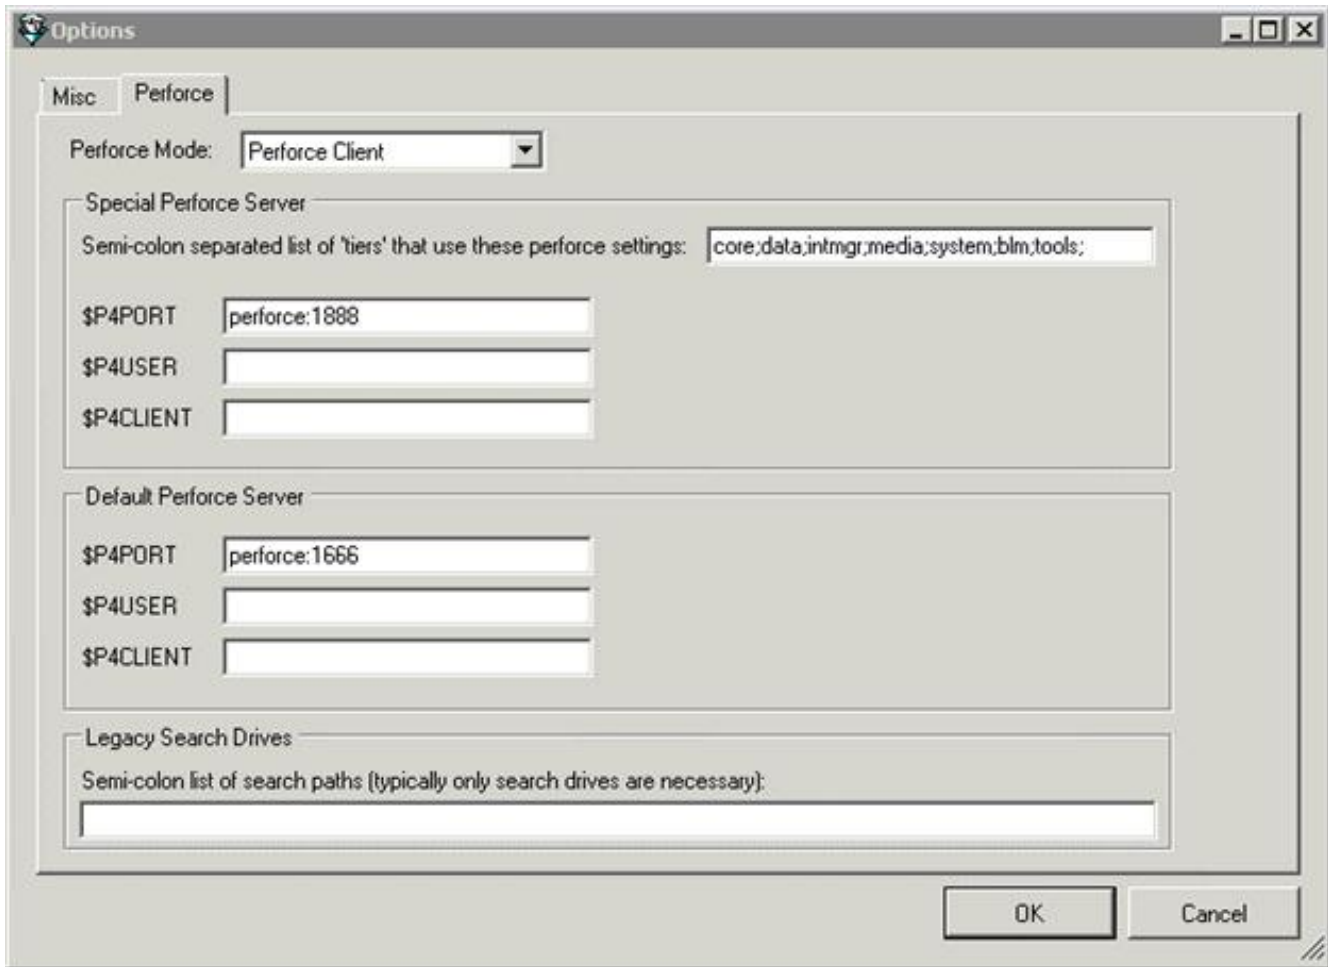 Options
Misc Perforce
Perforce Mode: Perforce Client
Special Perforce Server
Semi-colon separated list of 'tiers' that use these perforce settings: core;data;intmgr;media;system;blm;tools;
$P4PORT perforce:1888
$P4USER
$P4CLIENT
Default Perforce Server
$P4PORT perforce:1666
$P4USER
$P4CLIENT
Legacy Search Drives
Semi-colon list of search paths (typically only search drives are necessary):
OK Cancel